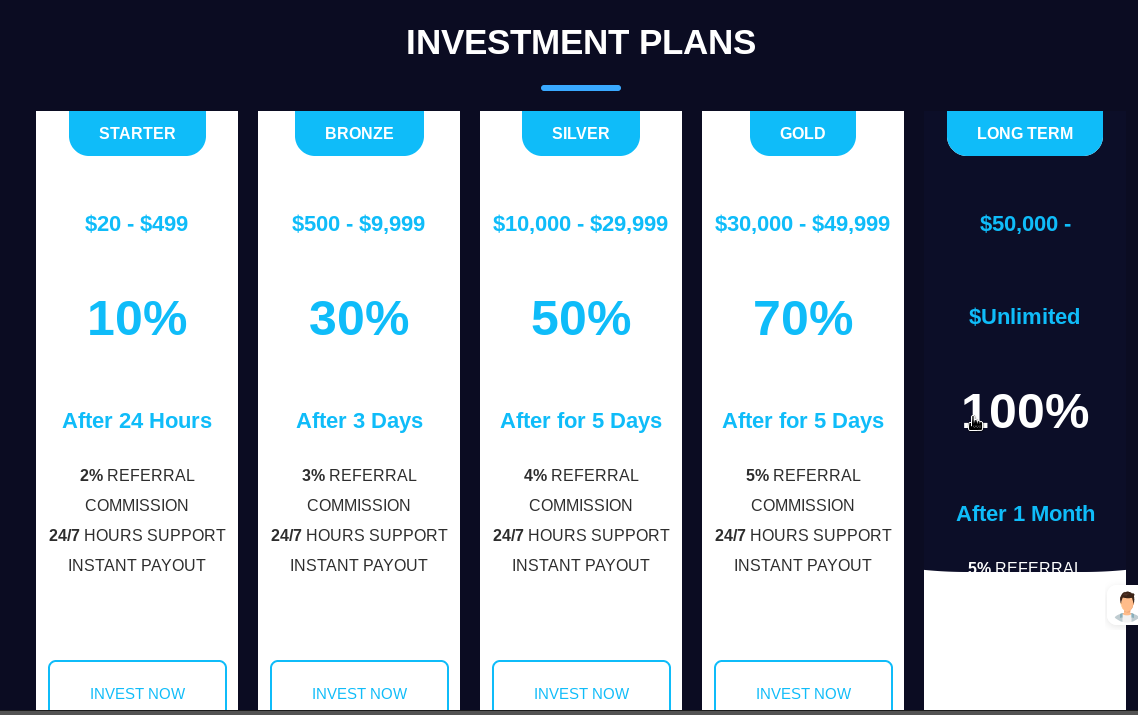 INVESTMENT PLANS
STARTER
$20 - $499
10%
After 24 Hours
2% REFERRAL
COMMISSION
24/7 HOURS SUPPORT
INSTANT PAYOUT
INVEST NOW
BRONZE
$500 - $9,999
30%
After 3 Days
3% REFERRAL
COMMISSION
24/7 HOURS SUPPORT
INSTANT PAYOUT
INVEST NOW
SILVER
$10,000 - $29,999
50%
After for 5 Days
4% REFERRAL
COMMISSION
24/7 HOURS SUPPORT
INSTANT PAYOUT
INVEST NOW
GOLD
$30,000 - $49,999
70%
After for 5 Days
5% REFERRAL
COMMISSION
24/7 HOURS SUPPORT
INSTANT PAYOUT
INVEST NOW
LONG TERM
$50,000 -
$Unlimited
100%
After 1 Month
5% REFERRAL